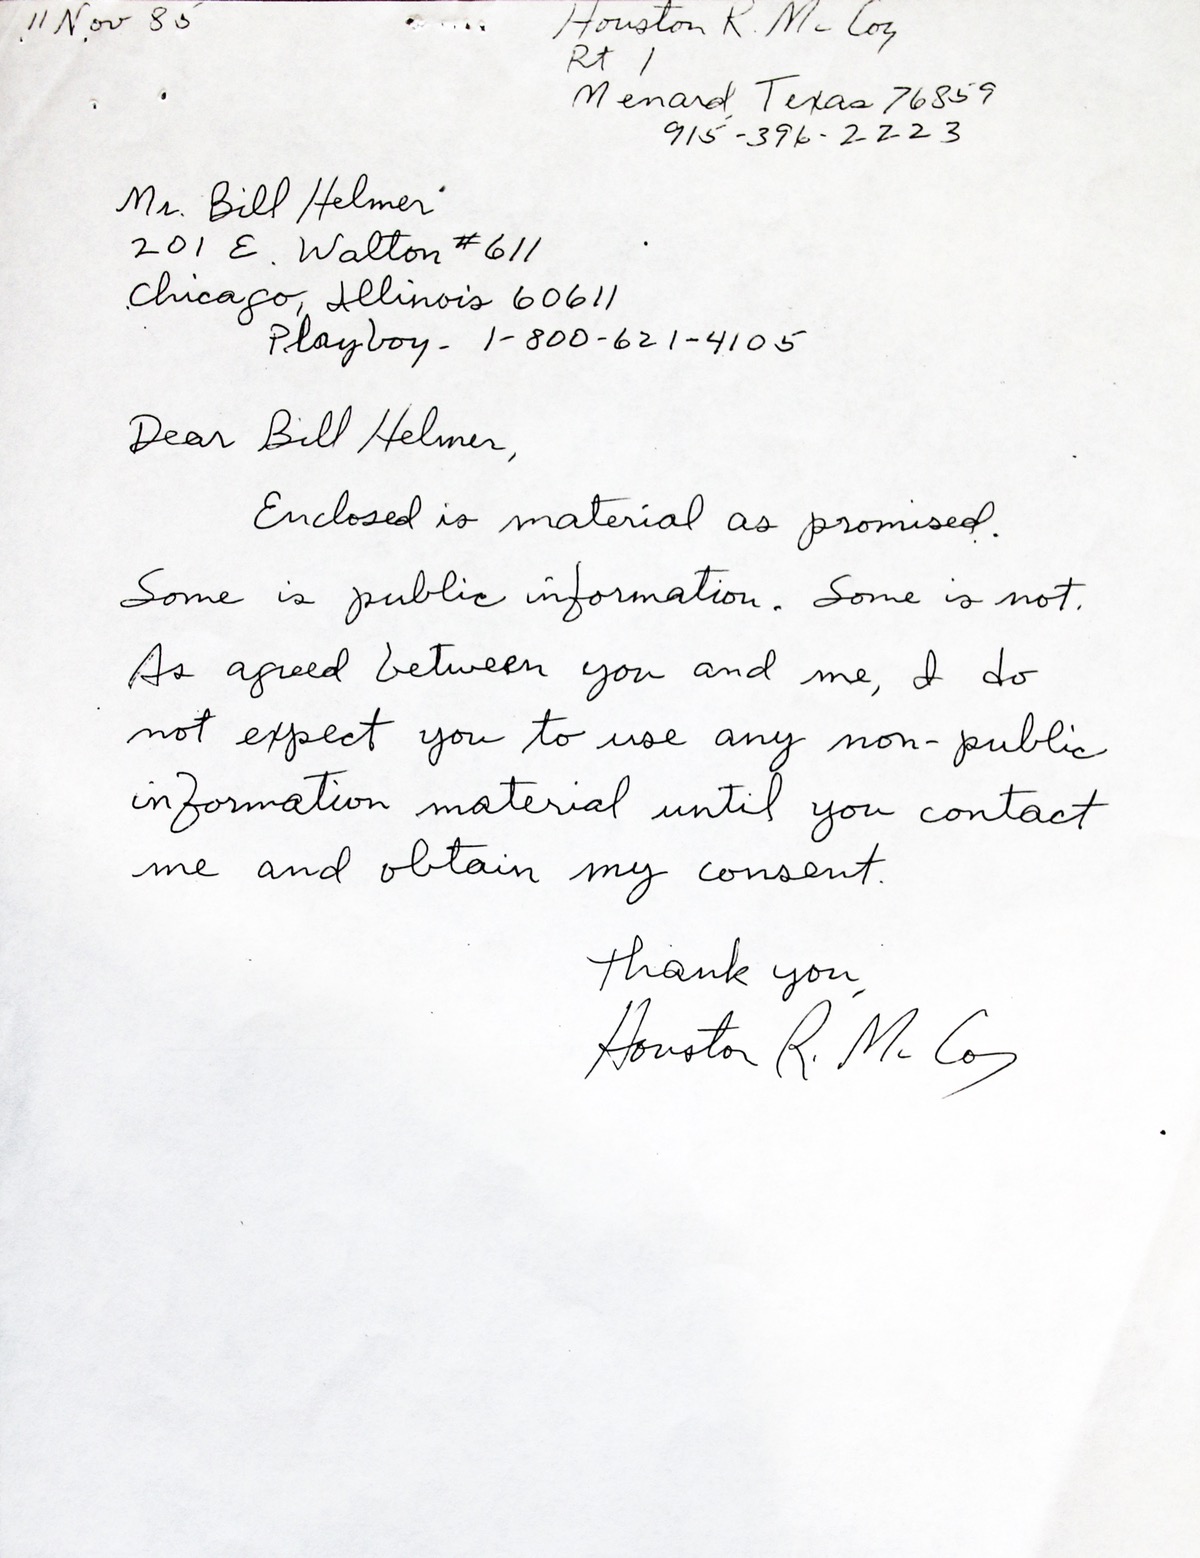 11 Nov 85
Houston R. McCoy
Rt 1
Menard, Texas 76859
915-396-2223
Mr. Bill Helmer
201 E. Walton #611
Chicago, Illinois 60611
Playboy - 1-800-621-4105
Dear Bill Helmer,
Enclosed is material as promised.
Some is public information. Some is not.
As agreed between you and me, I do
not expect you to use any non-public
information material until you contact
me and obtain my consent.
Thank you,
Houston R. McCoy